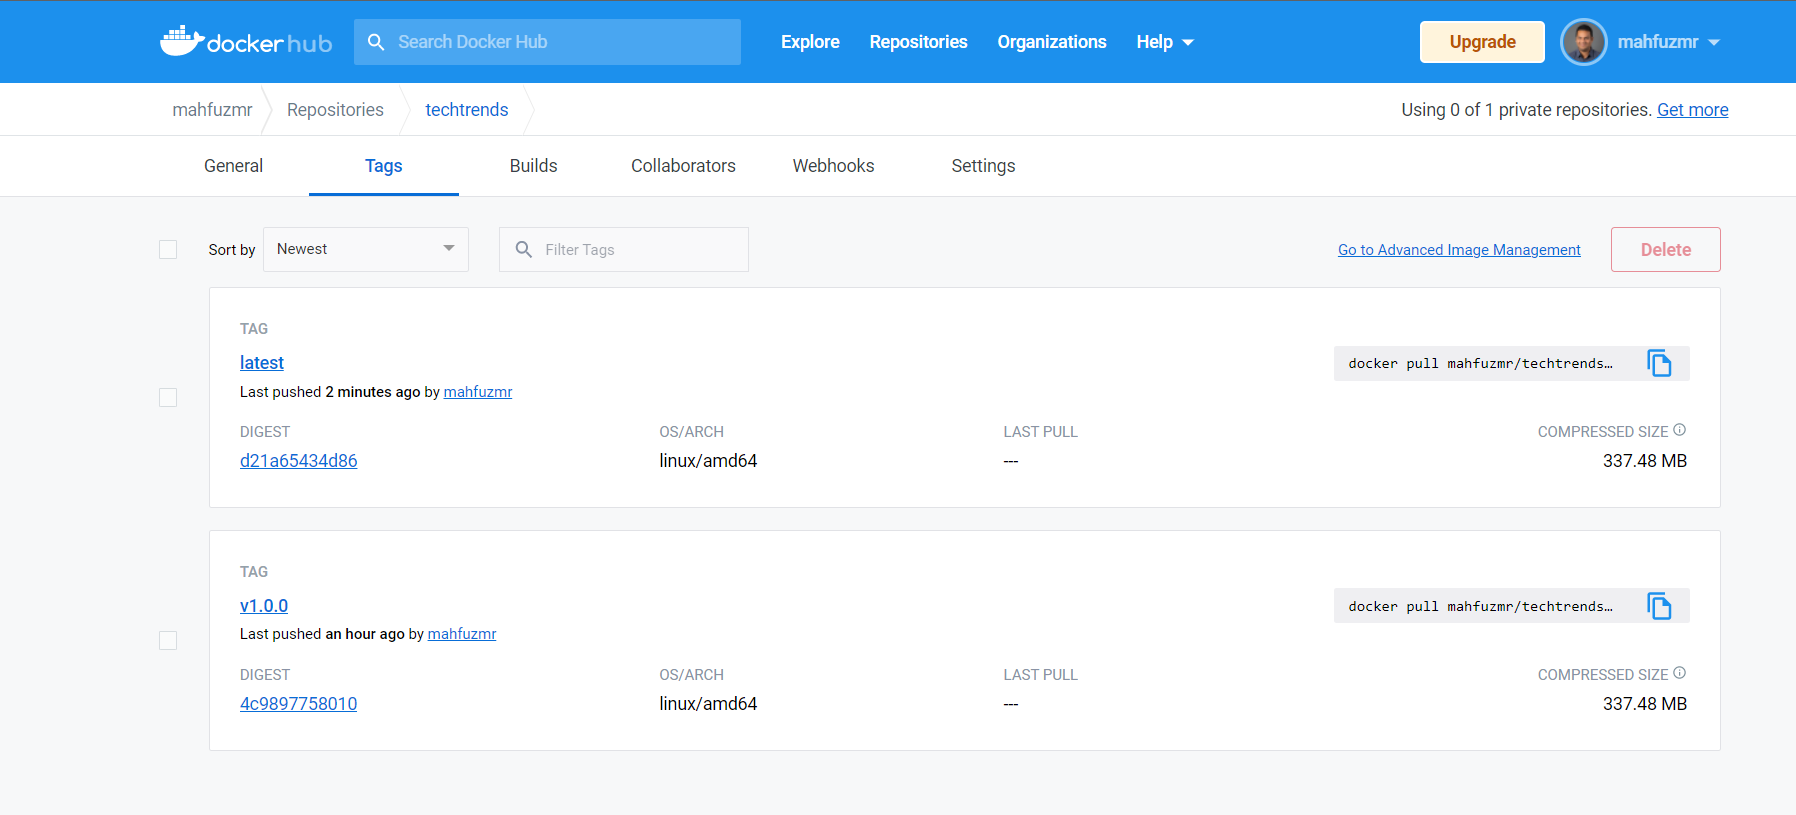 docker hub
Search Docker Hub
Explore
Repositories
Organizations
Help
Upgrade
mahfuzmr
mahfuzmr
Repositories
techtrends
Using 0 of 1 private repositories. Get more
General
Tags
Builds
Collaborators
Webhooks
Settings
Sort by
Newest
Filter Tags
Go to Advanced Image Management
Delete
TAG
latest
docker pull mahfuzmr/techtrends…
Last pushed 2 minutes ago by mahfuzmr
DIGEST
OS/ARCH
LAST PULL
COMPRESSED SIZE
d21a65434d86
linux/amd64
---
337.48 MB
TAG
v1.0.0
docker pull mahfuzmr/techtrends…
Last pushed an hour ago by mahfuzmr
DIGEST
OS/ARCH
LAST PULL
COMPRESSED SIZE
4c9897758010
linux/amd64
---
337.48 MB